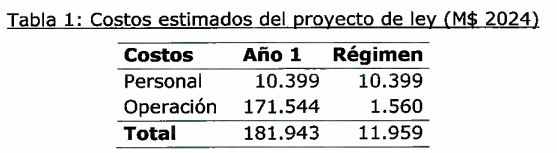 Tabla 1: Costos estimados del proyecto de ley (M$ 2024)
Costos Año 1 Régimen
Personal 10.399 10.399
Operación 171.544 1.560
Total 181.943 11.959